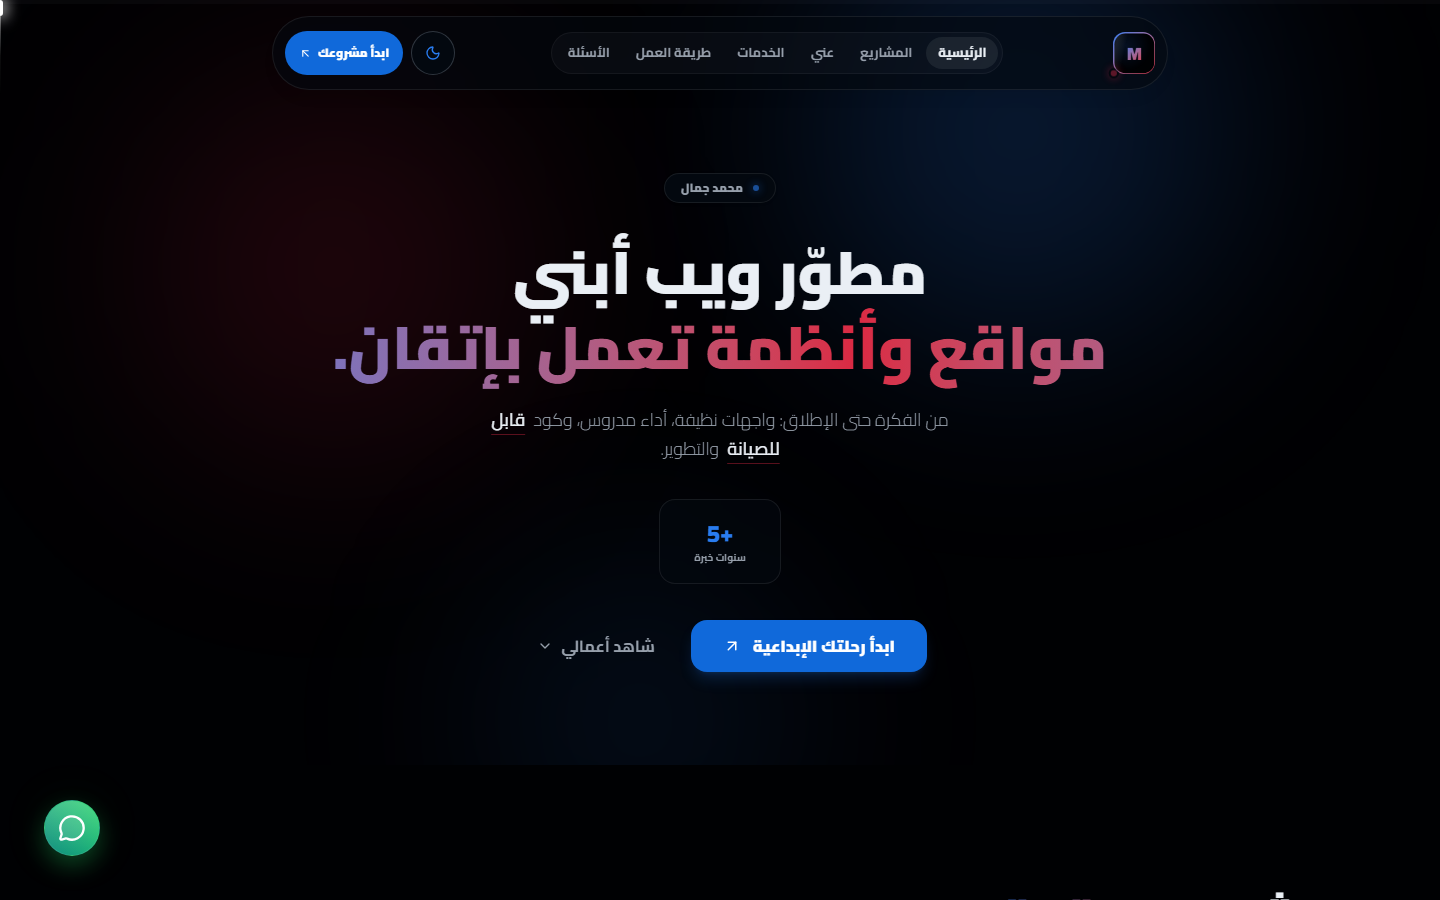 M
الرئيسية
المشاريع
عني
الخدمات
طريقة العمل
الأسئلة
ابدأ مشروعك
محمد جمال
مطوّر ويب أبني
مواقع وأنظمة تعمل بإتقان.
من الفكرة حتى الإطلاق: واجهات نظيفة، أداء مدروس، وكود قابل
للصيانة والتطوير.
5+
سنوات خبرة
ابدأ رحلتك الإبداعية
شاهد أعمالي